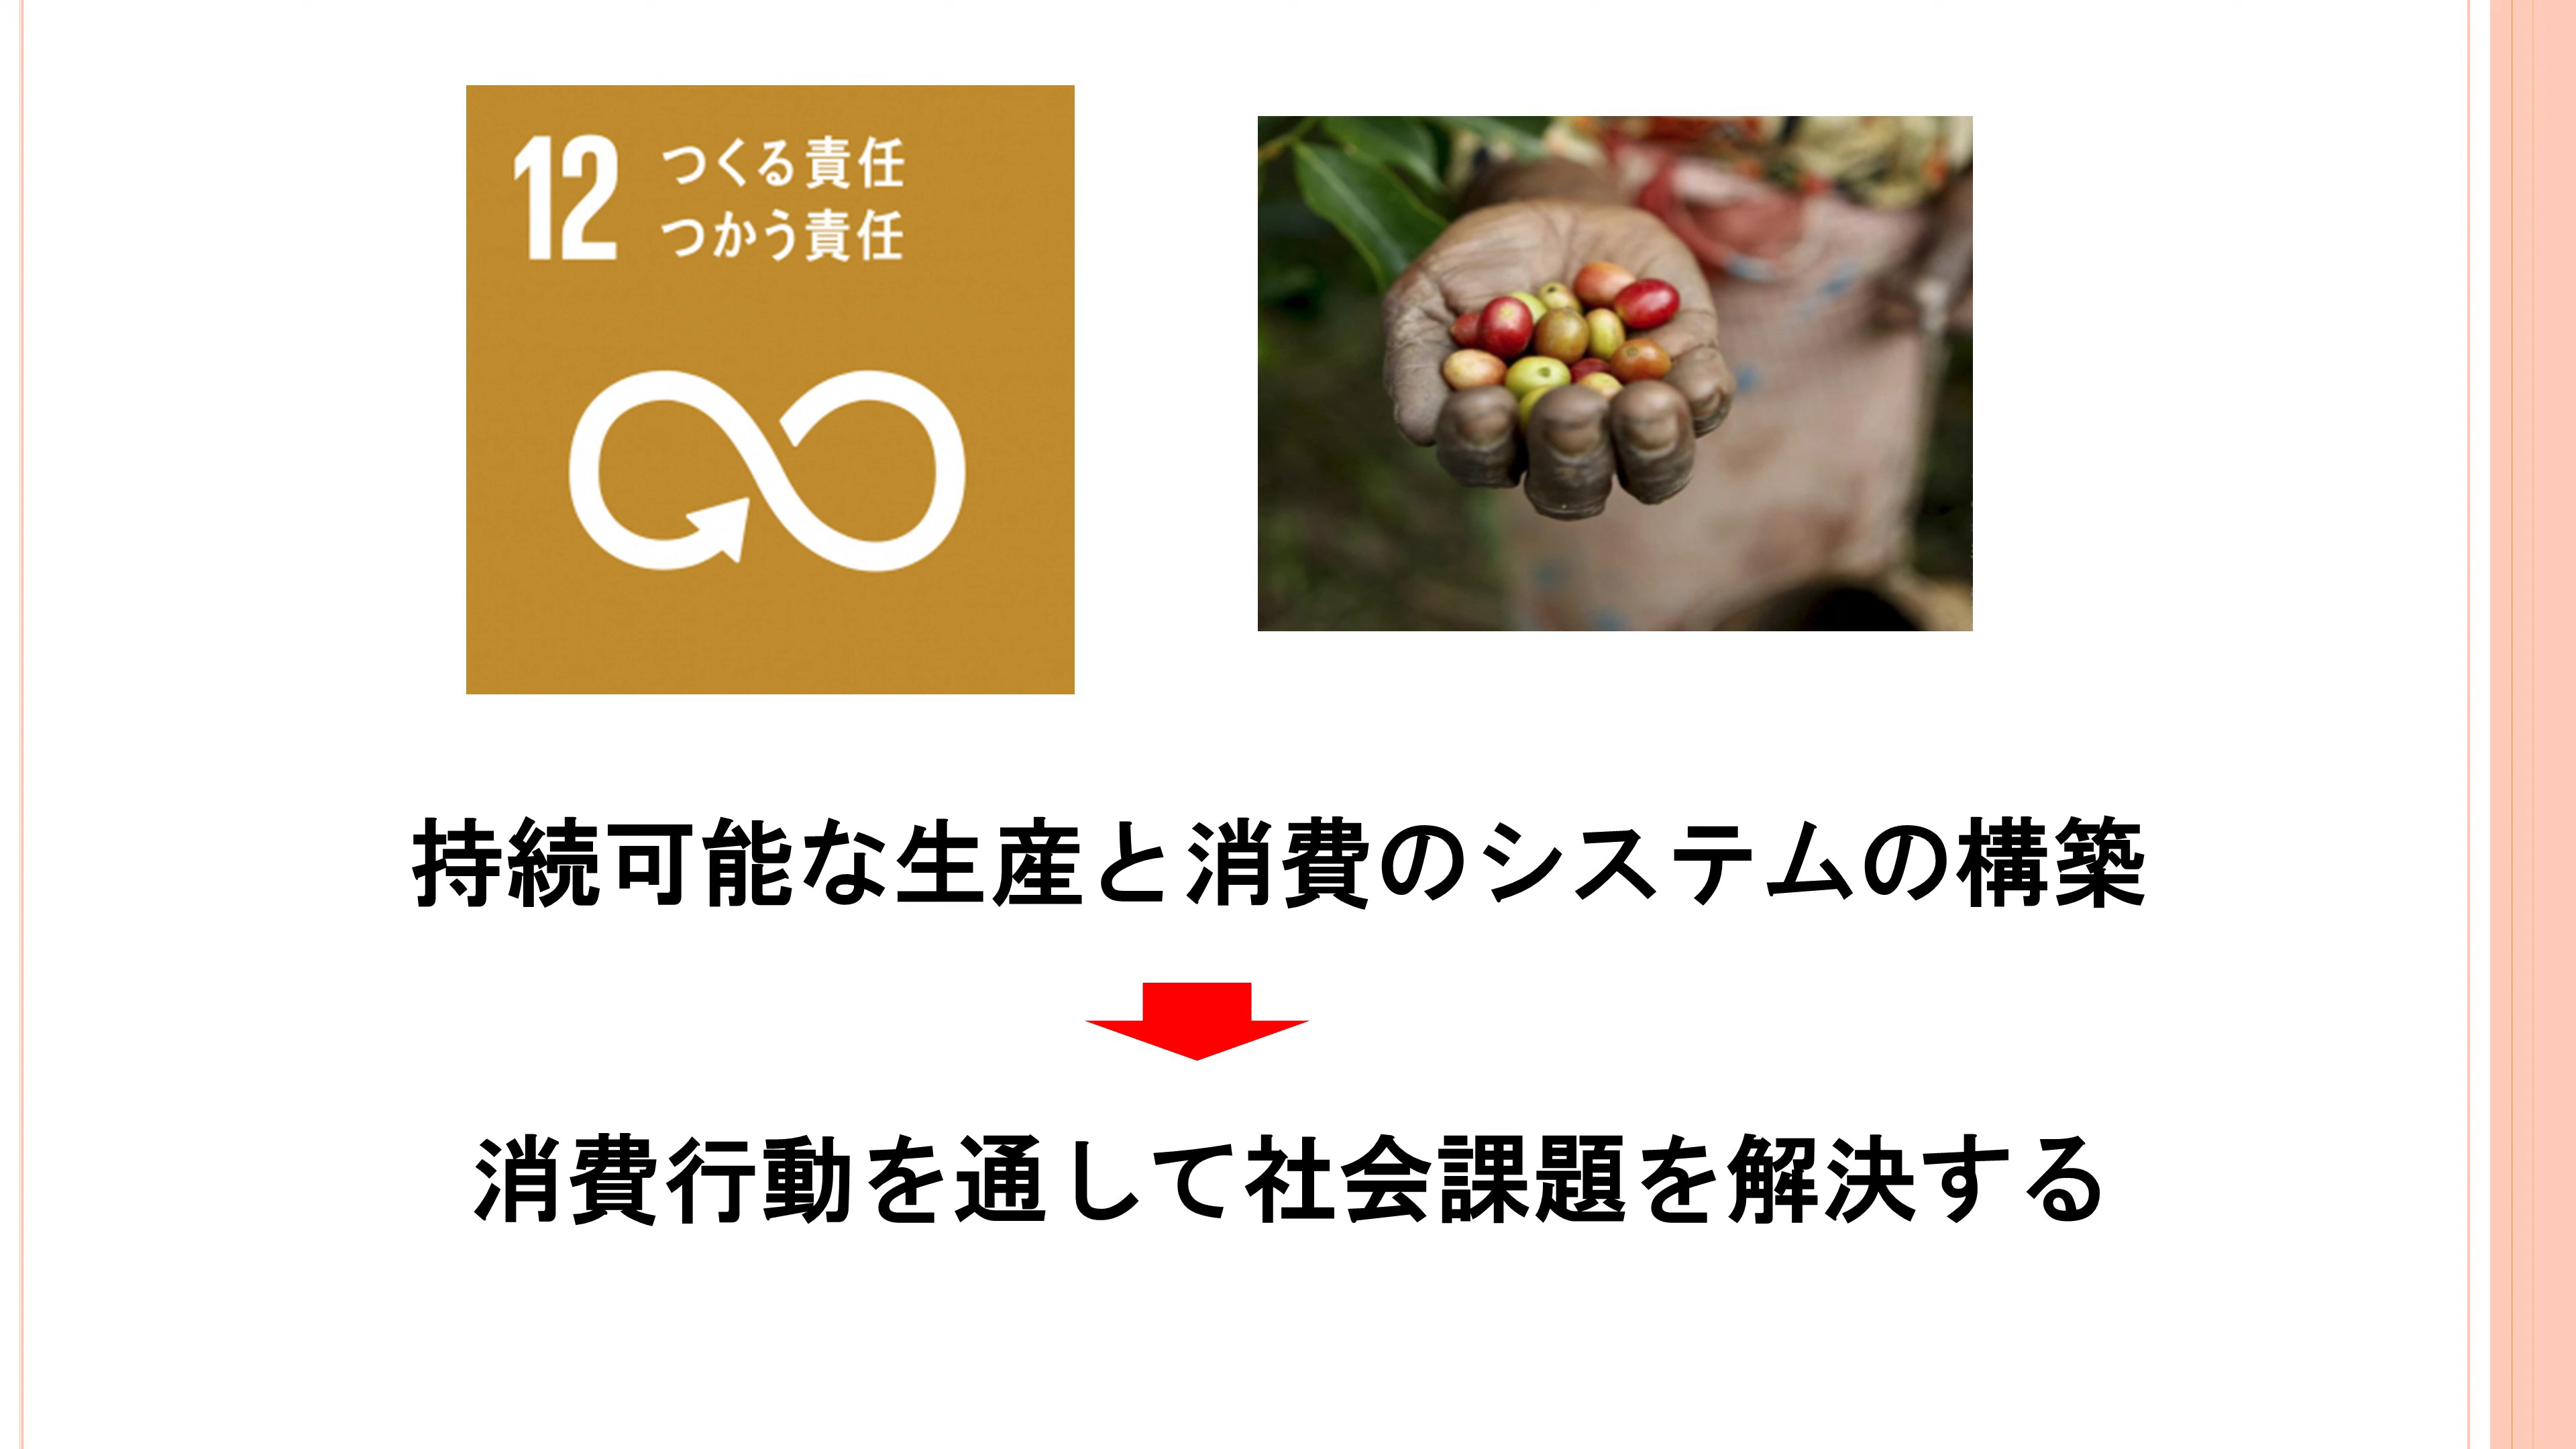 12
つくる責任
つかう責任
持続可能な生産と消費のシステムの構築
消費行動を通して社会課題を解決する